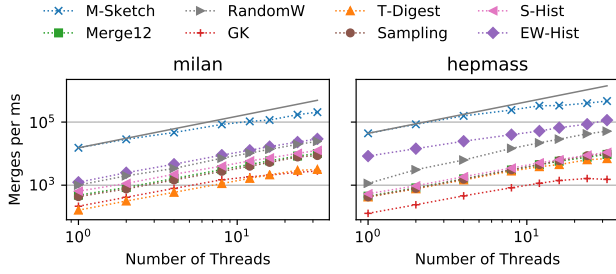 M-Sketch RandomW T-Digest S-Hist
Merge12 GK Sampling EW-Hist
milan hepmass
Merges per ms
10^5
10^3
10^0 10^1 10^0 10^1
Number of Threads Number of Threads